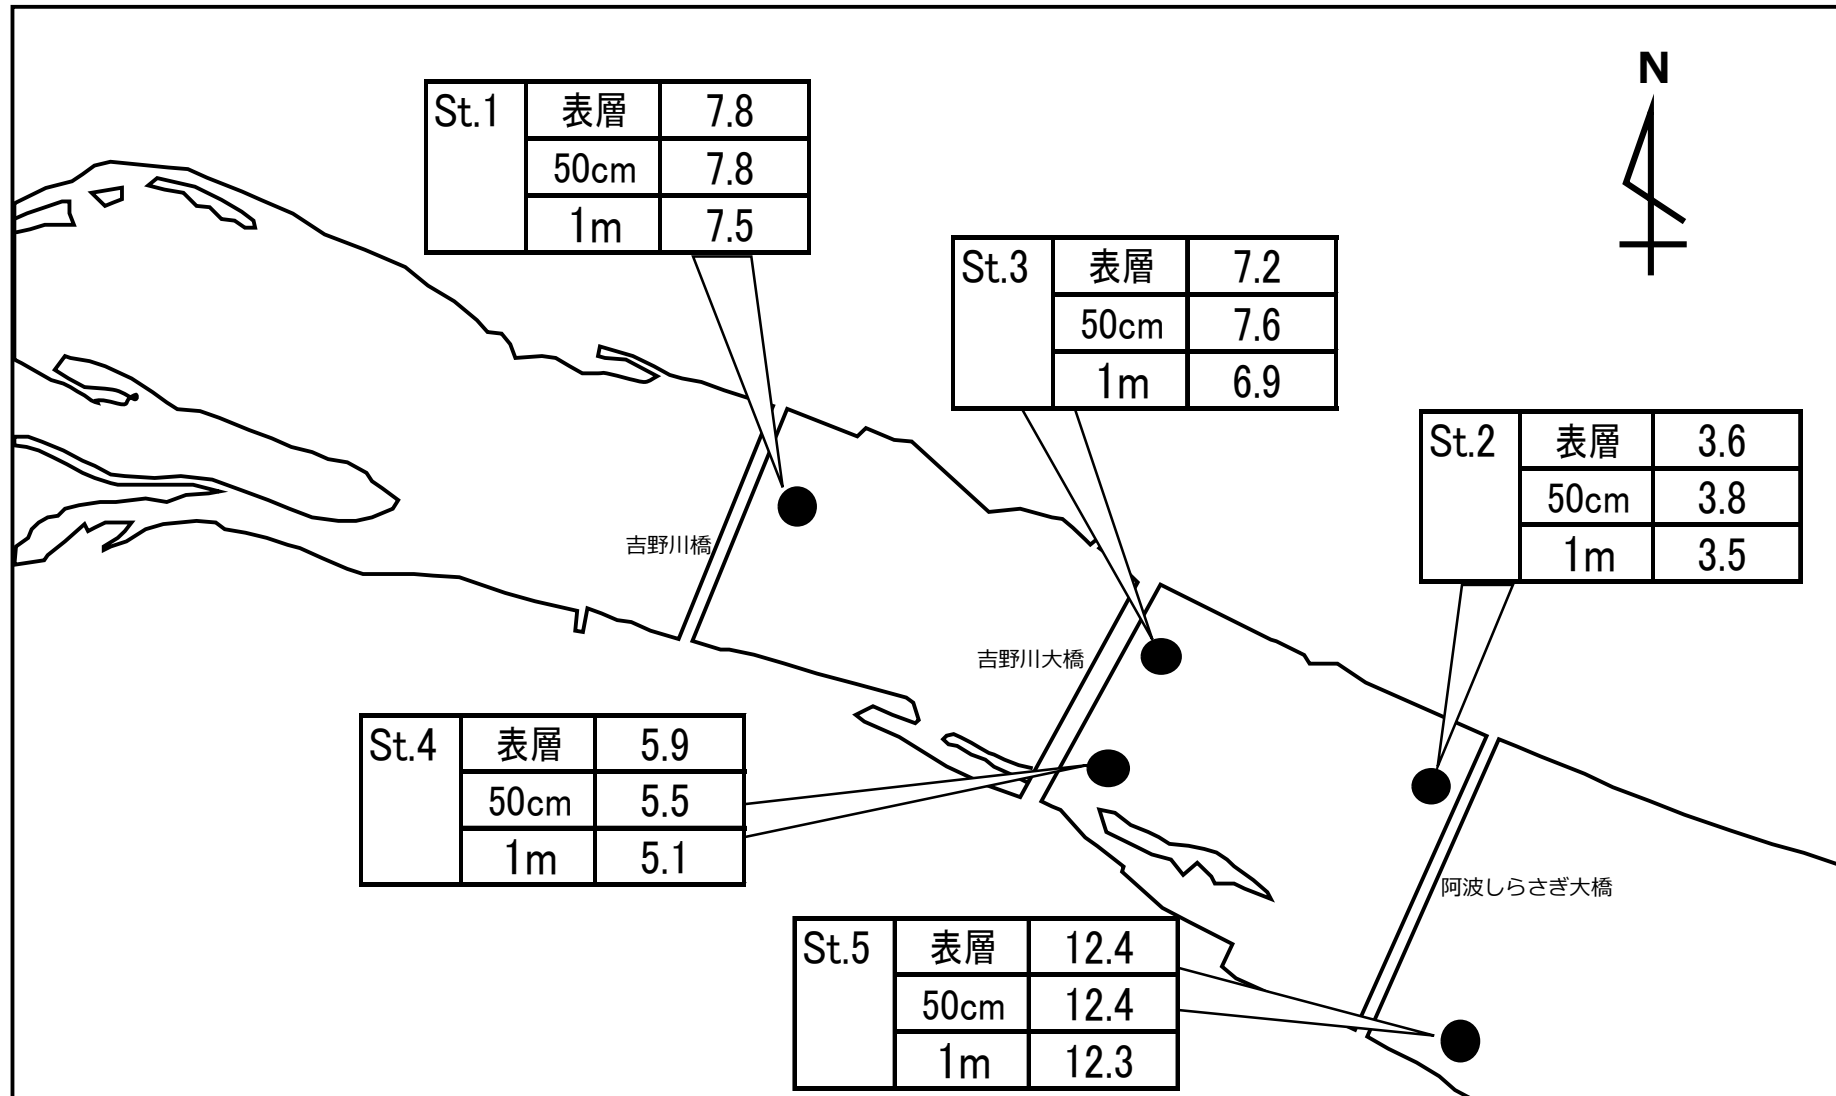 N
St.1 表層 7.8
50cm 7.8
1m 7.5
St.3 表層 7.2
50cm 7.6
1m 6.9
St.2 表層 3.6
50cm 3.8
1m 3.5
吉野川橋
吉野川大橋
St.4 表層 5.9
50cm 5.5
1m 5.1
阿波しらさぎ大橋
St.5 表層 12.4
50cm 12.4
1m 12.3